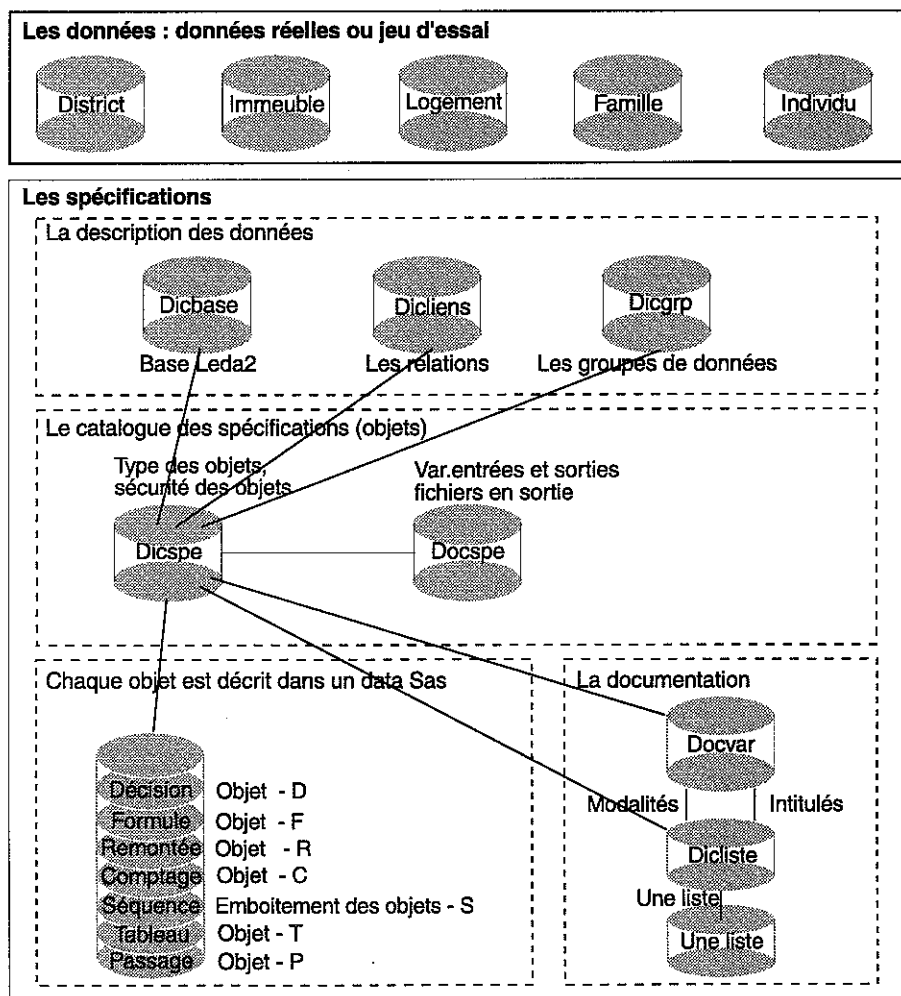 Les données : données réelles ou jeu d'essai
District Immeuble Logement Famille Individu
Les spécifications
La description des données
Dicbase Dicliens Dicgrp
Base Leda2 Les relations Les groupes de données
Le catalogue des spécifications (objets)
Type des objets,
sécurité des objets
Var.entrées et sorties
fichiers en sortie
Dicspe Docspe
Chaque objet est décrit dans un data Sas
Décision Objet - D
Formule Objet - F
Remontée Objet - R
Comptage Objet - C
Séquence Emboitement des objets - S
Tableau Objet - T
Passage Objet - P
La documentation
Docvar
Modalités Intitulés
Dicliste
Une liste
Une liste